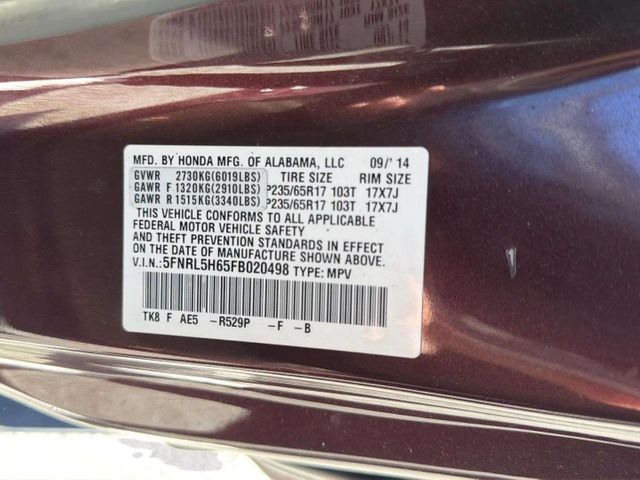 MFD. BY HONDA MFG. OF ALABAMA, LLC 09/'14
GVWR 2730KG(6019LBS) TIRE SIZE RIM SIZE
GAWR F 1320KG(2910LBS) P235/65R17 103T 17X7J
GAWR R 1515KG(3340LBS) P235/65R17 103T 17X7J
THIS VEHICLE CONFORMS TO ALL APPLICABLE
FEDERAL MOTOR VEHICLE SAFETY
AND THEFT PREVENTION STANDARDS IN EFFECT
ON THE DATE OF MANUFACTURE SHOWN ABOVE.
V.I.N.:5FNRL5H65FB020498 TYPE: MPV
TK8 F AE5 -R529P -F -B